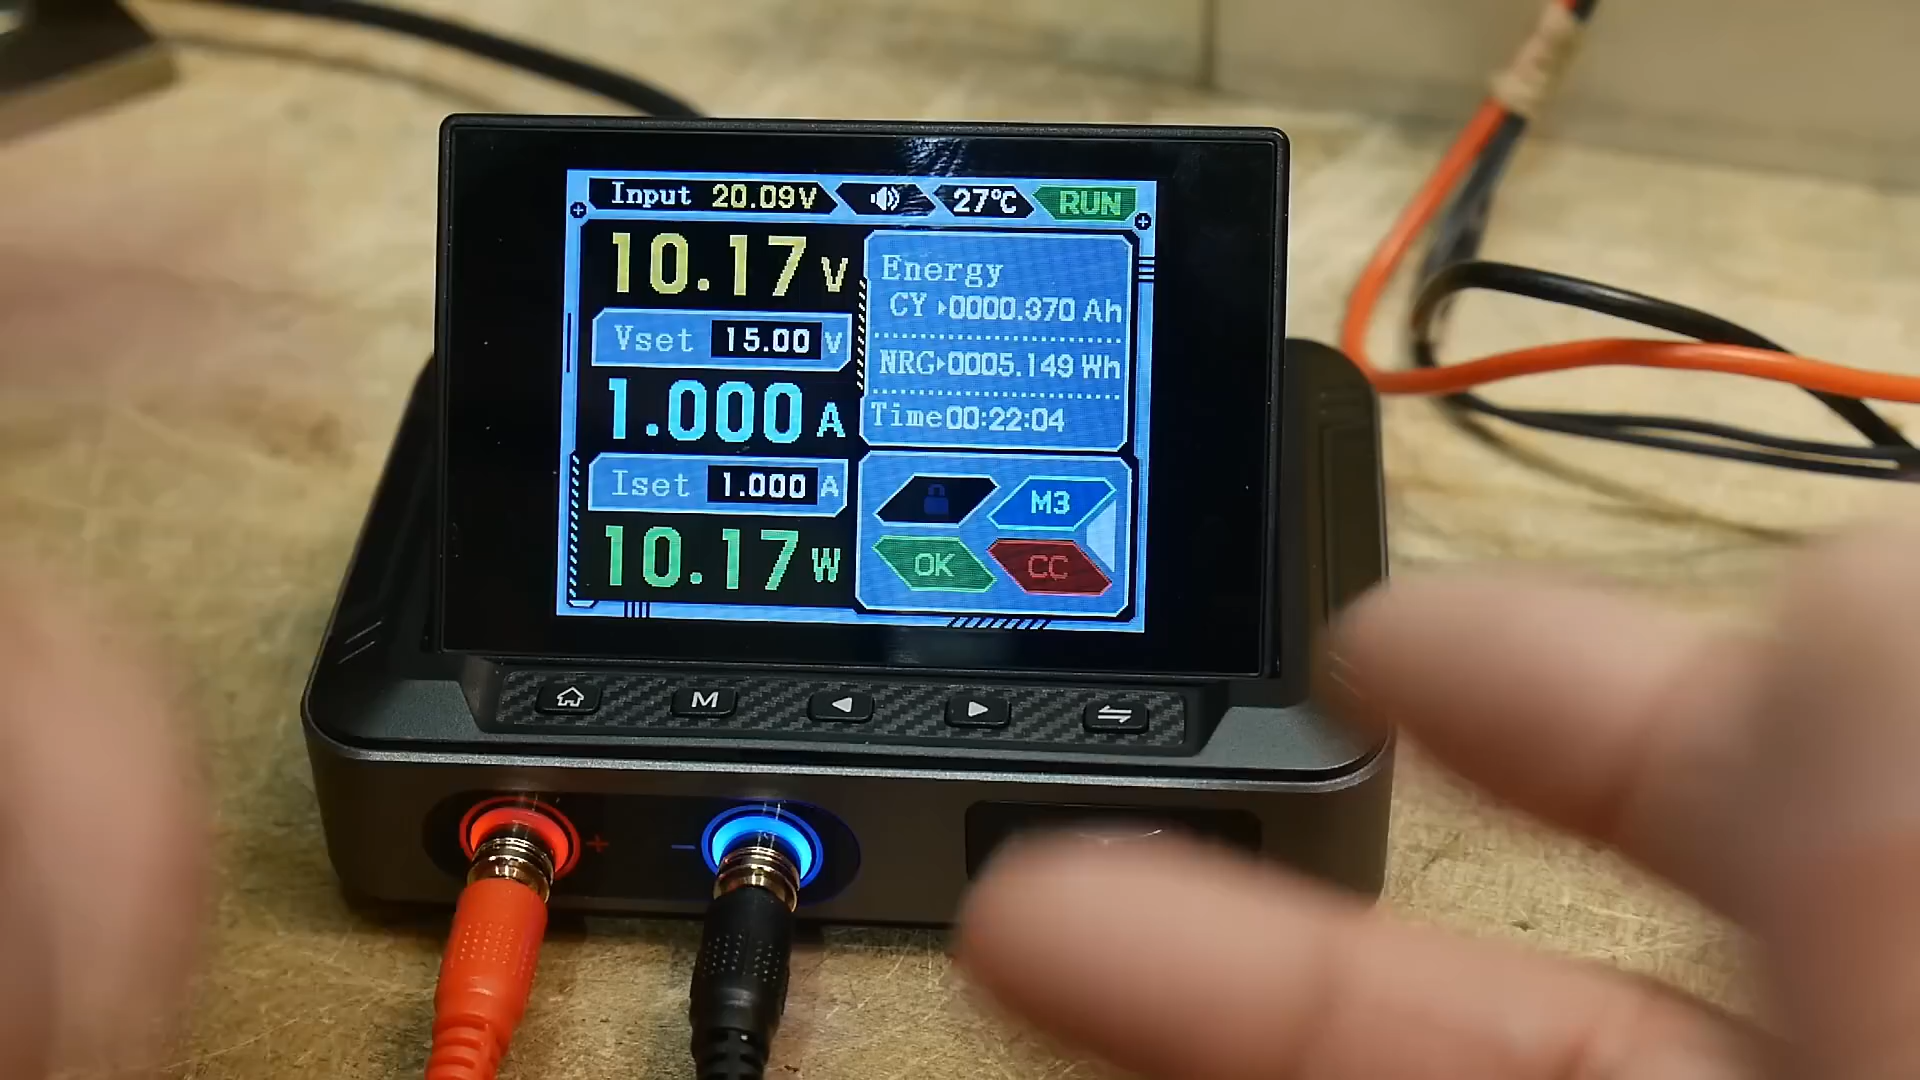 Input 20.09V 27℃ RUN
10.17 V
Vset 15.00 V
1.000 A
Iset 1.000 A
10.17 W
Energy
CY▸0000.370 Ah
NRG▸0005.149 Wh
Time 00:22:04
M3
OK CC
M
+ −